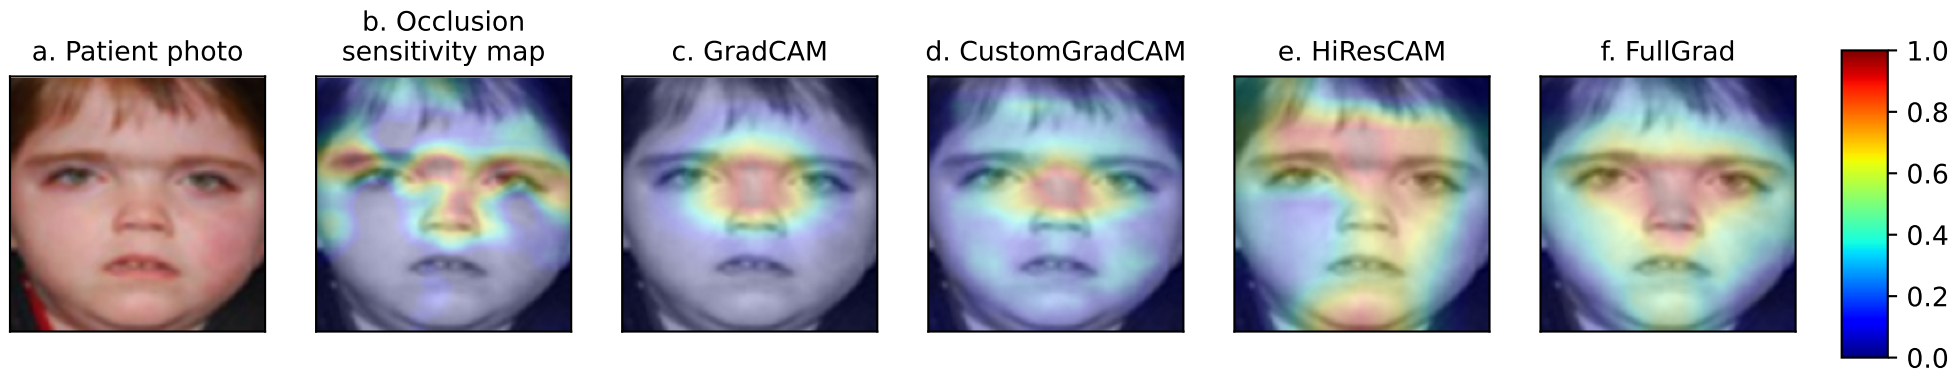 a. Patient photo
b. Occlusion
sensitivity map
c. GradCAM
d. CustomGradCAM
e. HiResCAM
f. FullGrad
1.0
0.8
0.6
0.4
0.2
0.0